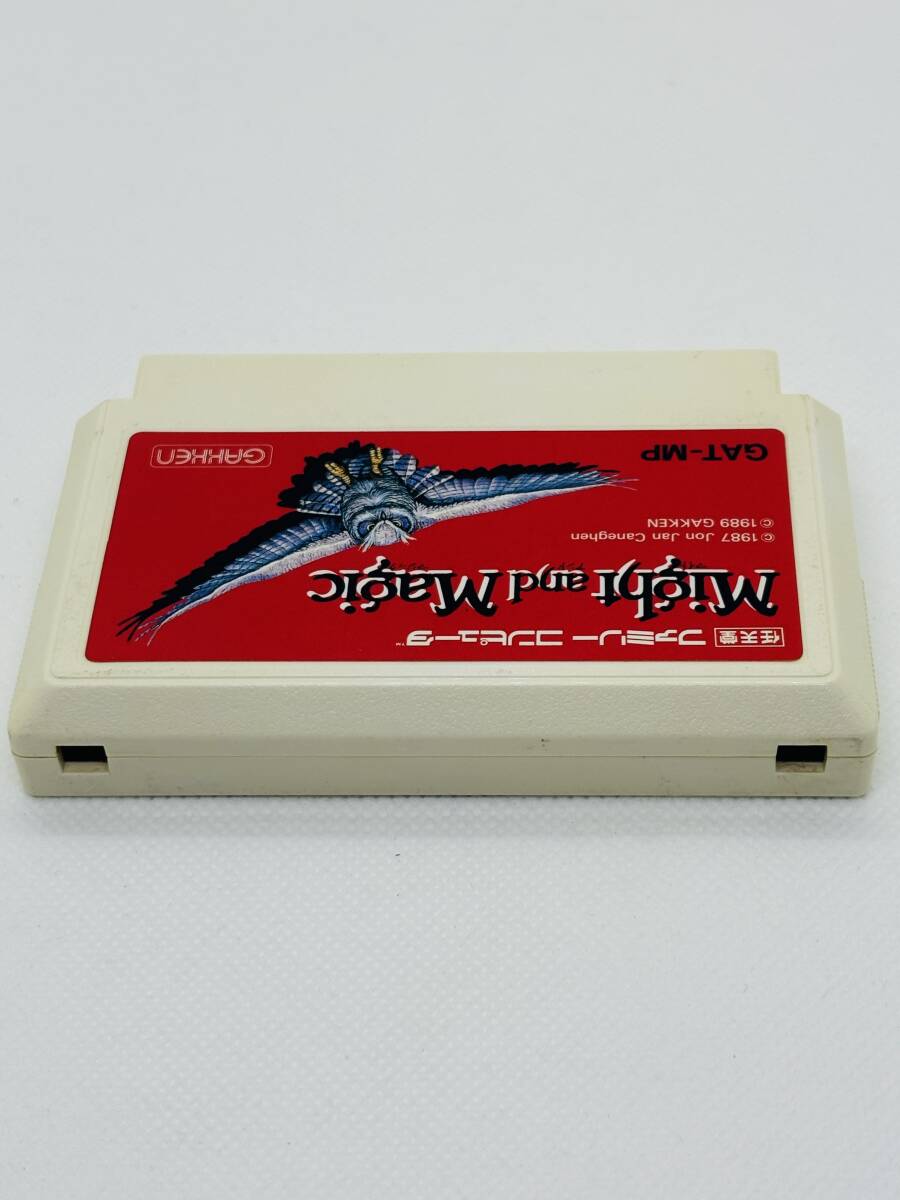 任天堂 ファミリー コンピュータ™
Might and Magic
©1987 Jon Jan Caneghen
©1989 GAKKEN
GAT-MP
GAKKEN